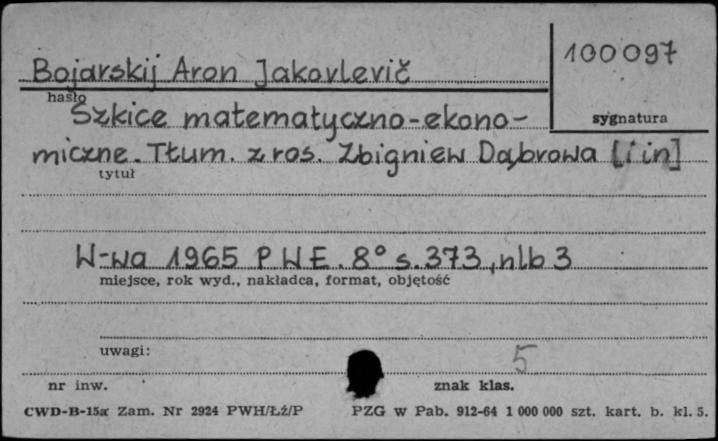 100097
Bojarskij Aron Jakovlevič
hasło
sygnatura
Szkice matematyczno-ekono-
miczne. Tłum. z ros. Zbigniew Dąbrowa [i in]
tytuł
W-wa 1965 PWE. 8° s. 373, nlb 3
miejsce, rok wyd., nakładca, format, objętość
uwagi:
5
nr inw.
znak klas.
CWD-B-15a Zam. Nr 2924 PWH/Łź/P
PZG w Pab. 912-64 1 000 000 szt. kart. b. kl. 5.